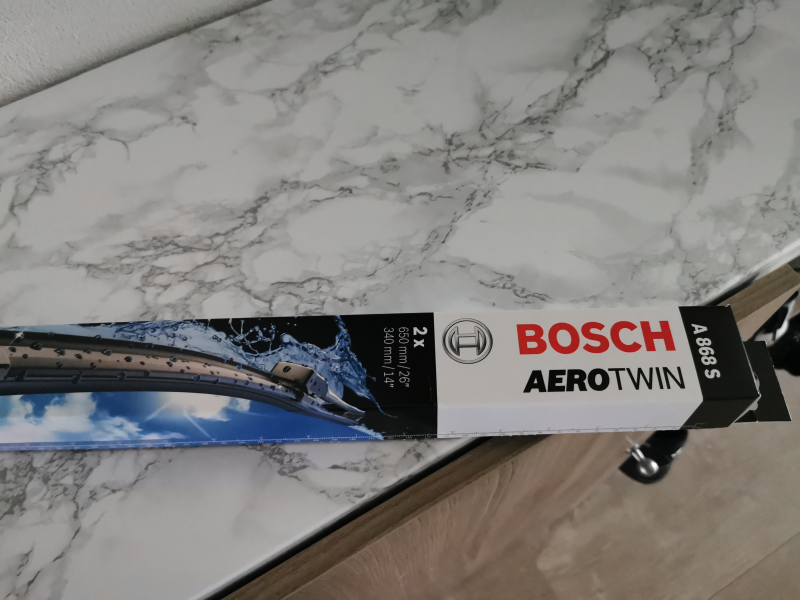 2 x
650 mm / 26"
340 mm / 14"
BOSCH
AEROTWIN
A 868 S